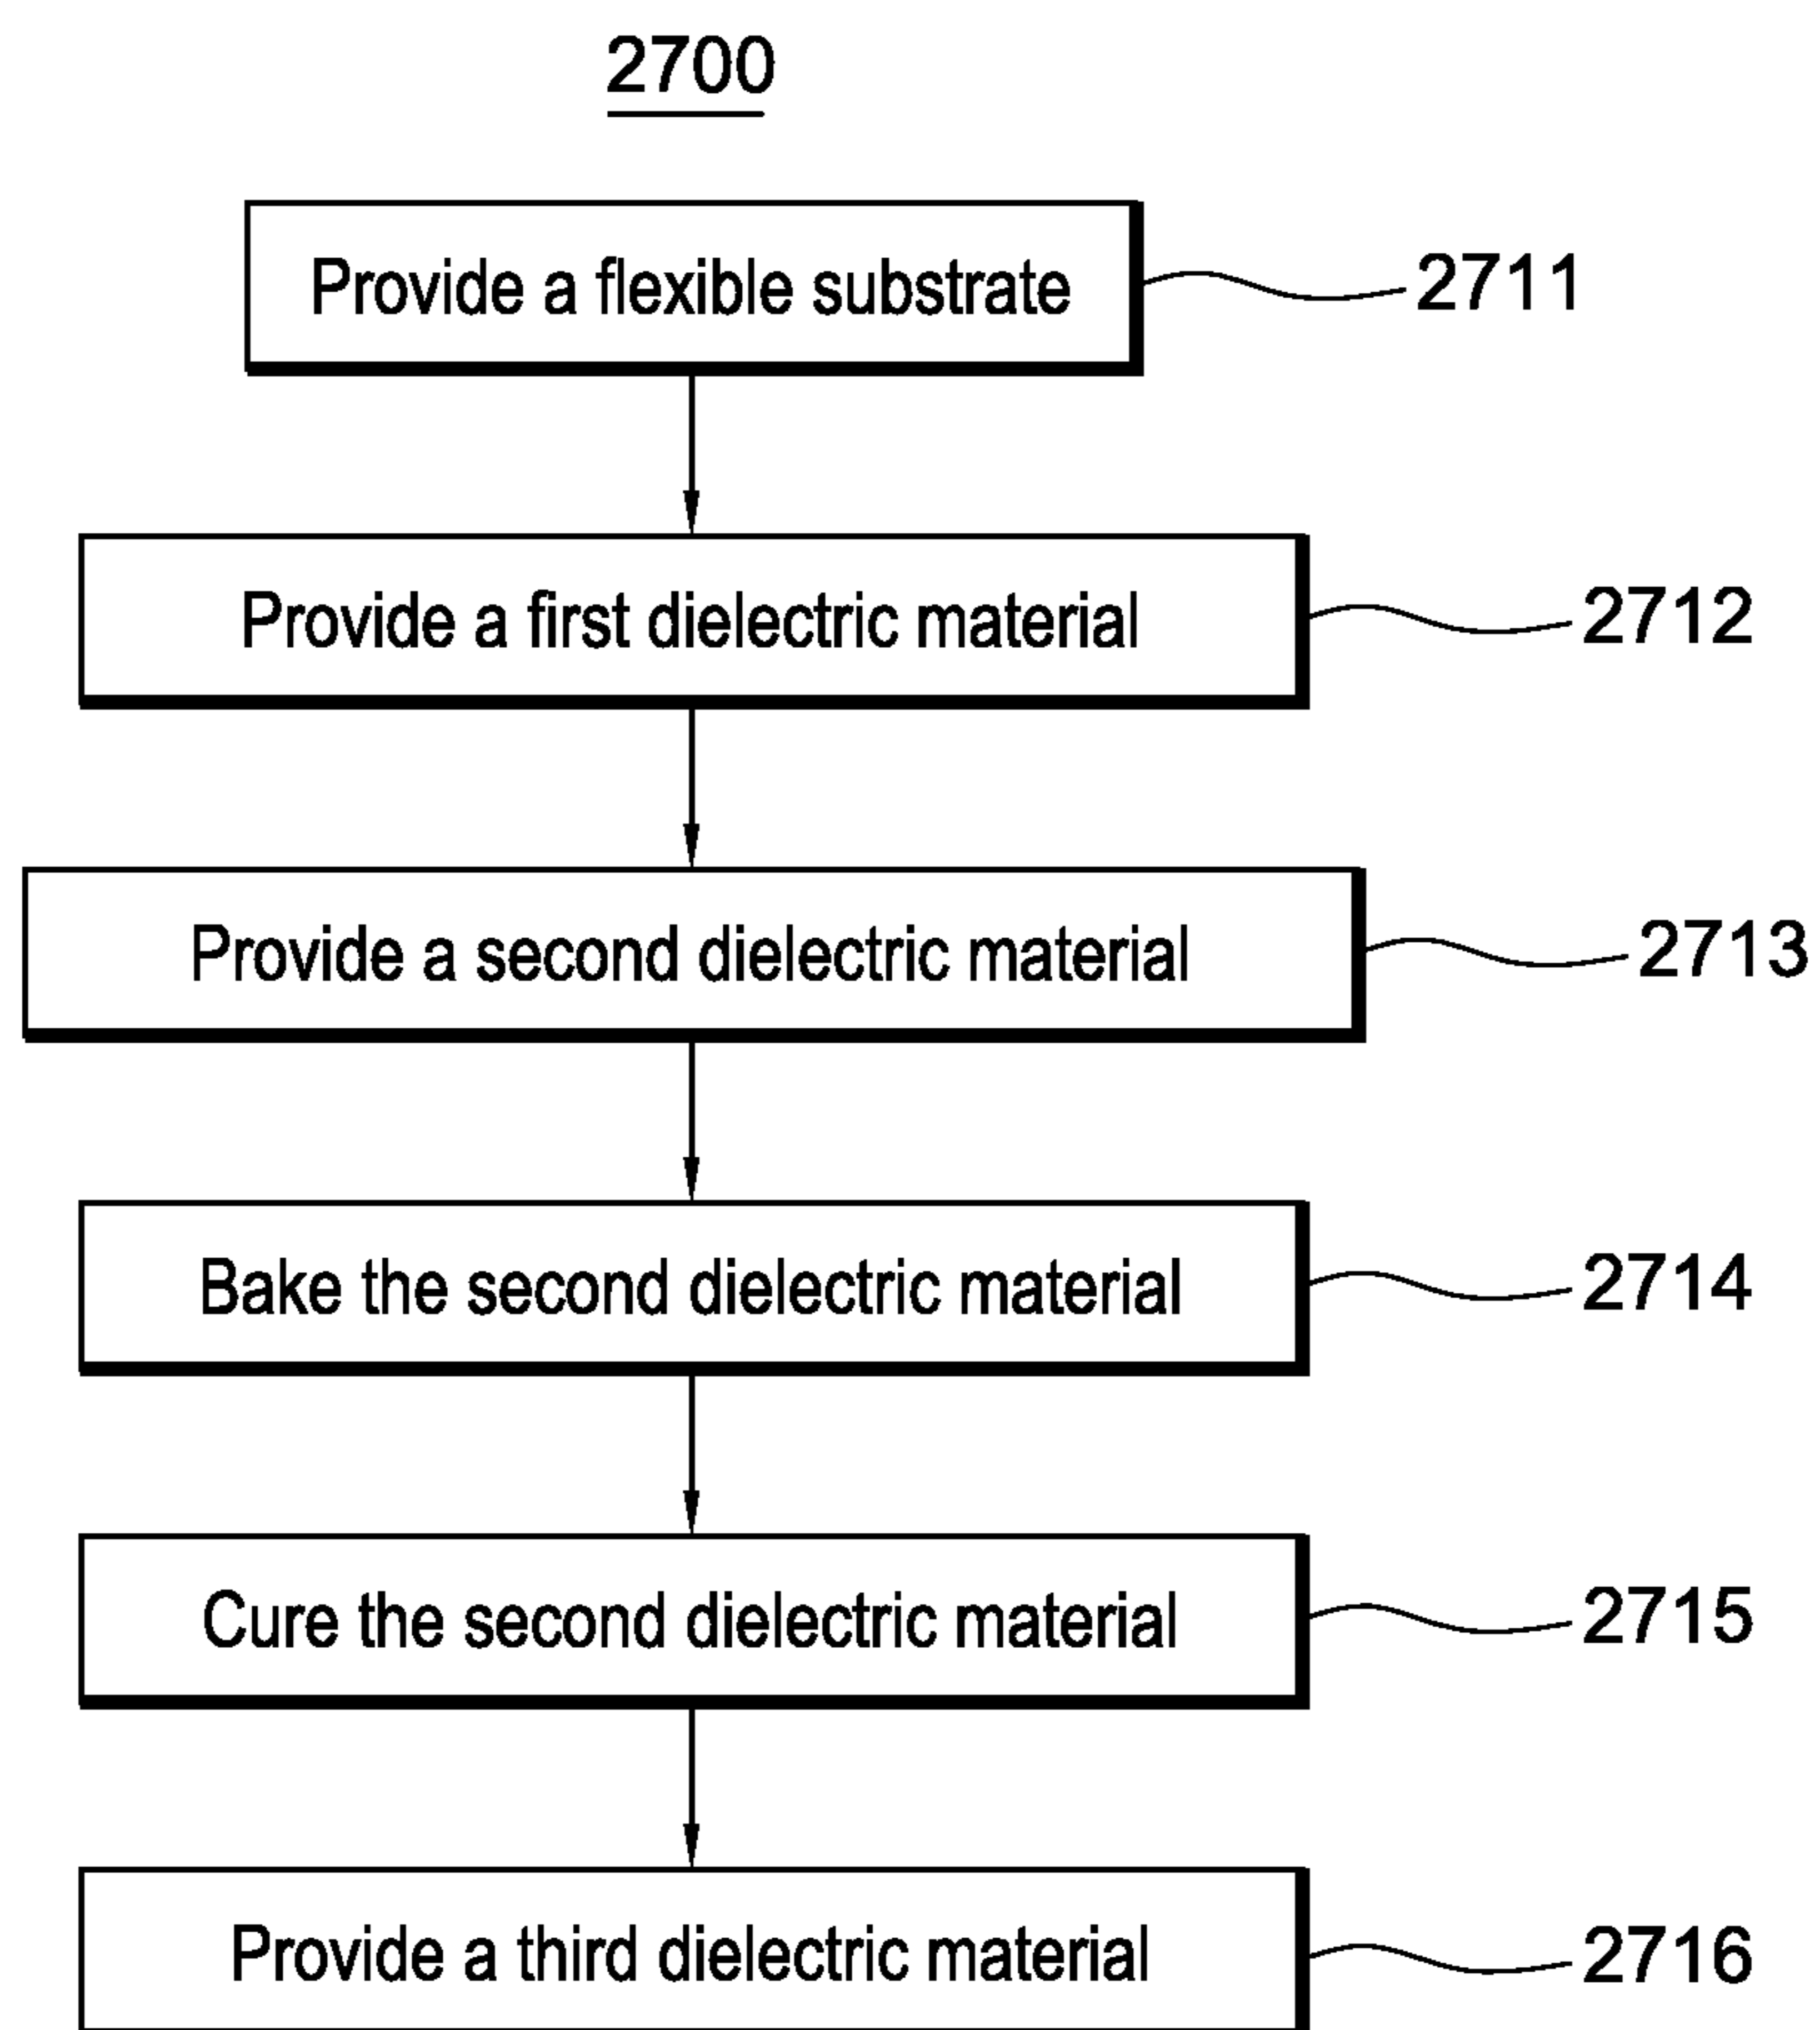 2700
Provide a flexible substrate 2711
Provide a first dielectric material 2712
Provide a second dielectric material 2713
Bake the second dielectric material 2714
Cure the second dielectric material 2715
Provide a third dielectric material 2716